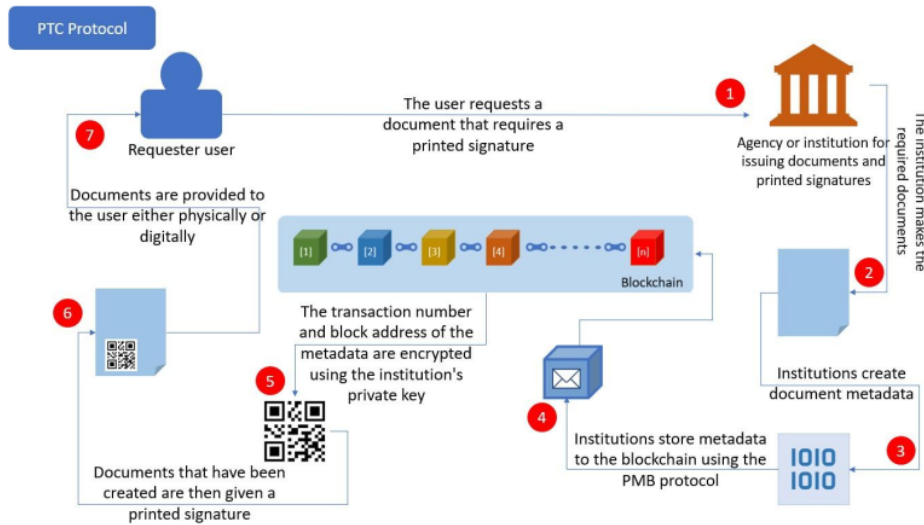 PTC Protocol
1
The user requests a
document that requires a
printed signature
Requester user
Agency or institution for
issuing documents and
printed signatures
The institution makes the
required documents
2
Institutions create
document metadata
3
IOIO
IOIO
Institutions store metadata
to the blockchain using the
PMB protocol
4
[1]
[2]
[3]
[4]
[n]
Blockchain
The transaction number
and block address of the
metadata are encrypted
using the institution's
private key
5
Documents that have been
created are then given a
printed signature
6
Documents are provided to
the user either physically or
digitally
7